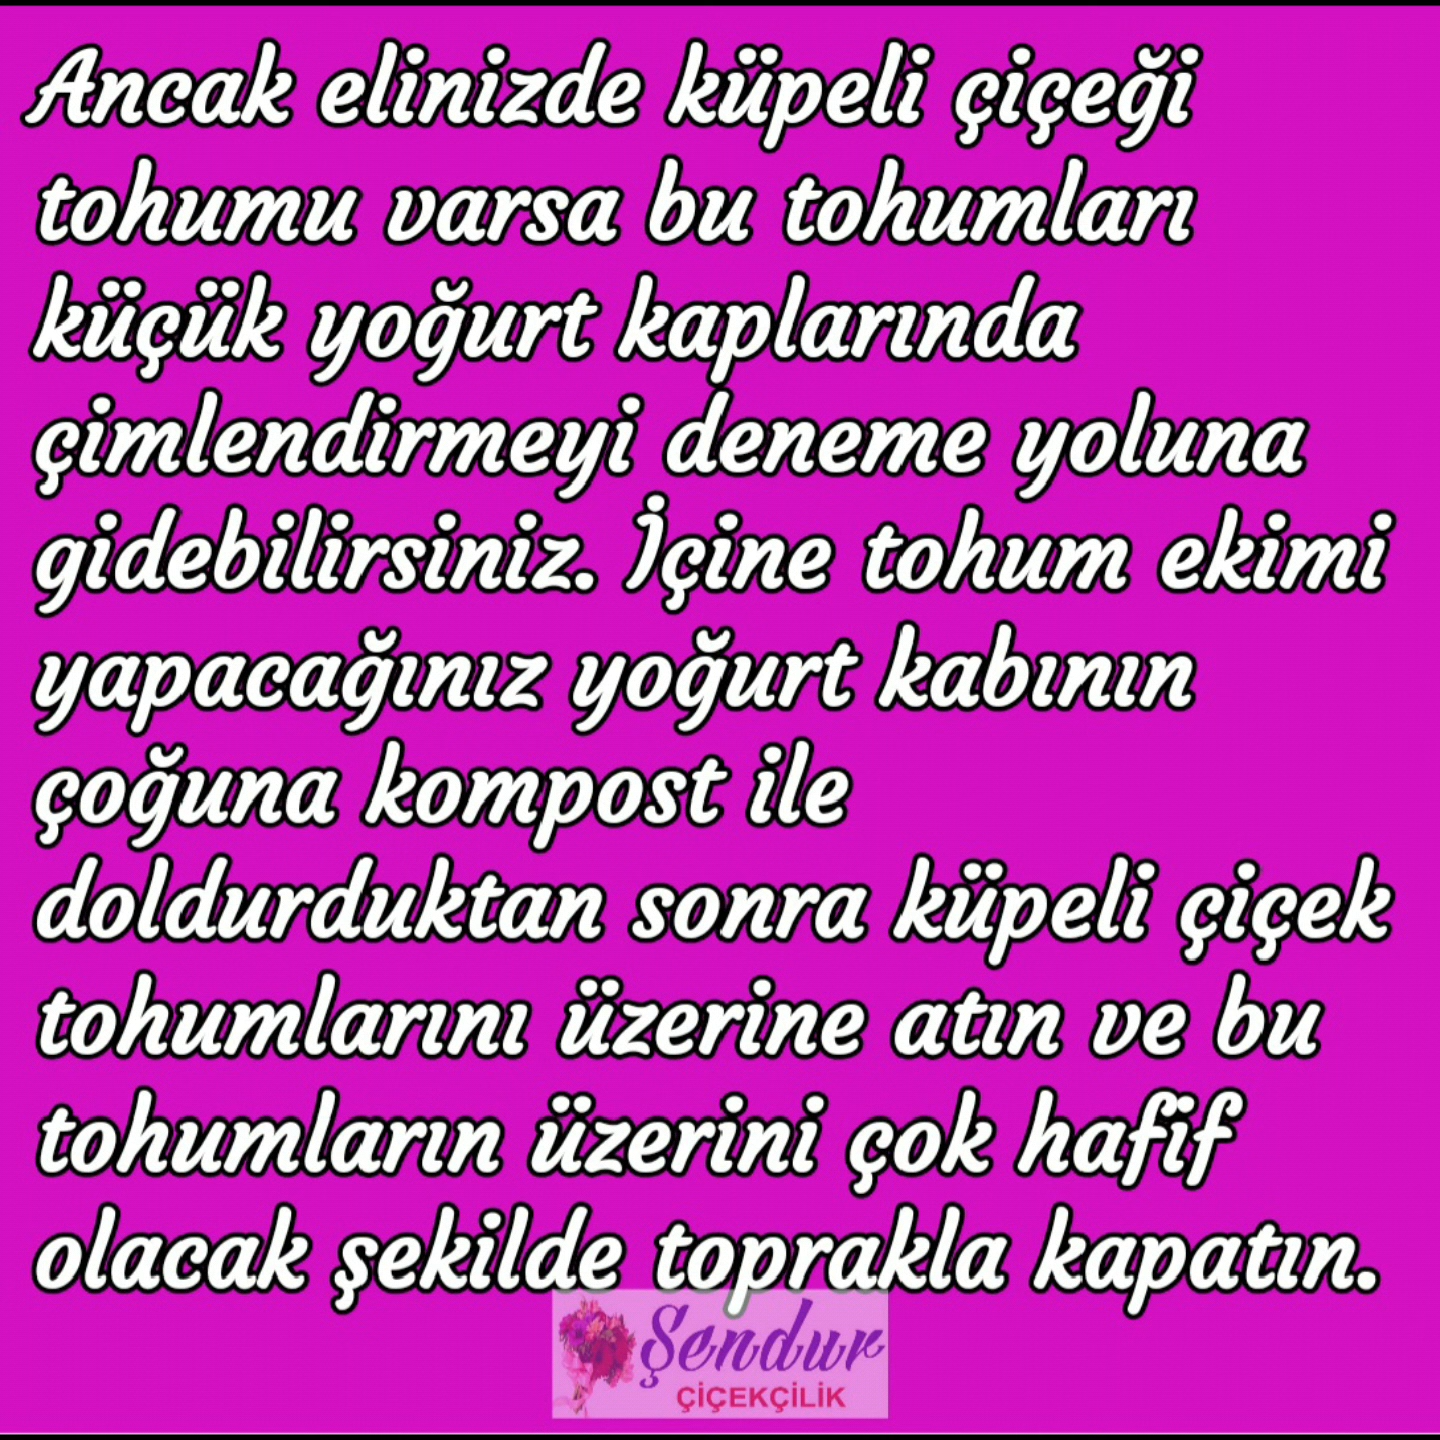 Ancak elinizde küpeli çiçeği
tohumu varsa bu tohumları
küçük yoğurt kaplarında
çimlendirmeyi deneme yoluna
gidebilirsiniz. İçine tohum ekimi
yapacağınız yoğurt kabının
çoğuna kompost ile
doldurduktan sonra küpeli çiçek
tohumlarını üzerine atın ve bu
tohumların üzerini çok hafif
olacak şekilde toprakla kapatın.
Şendur
ÇİÇEKÇİLİK